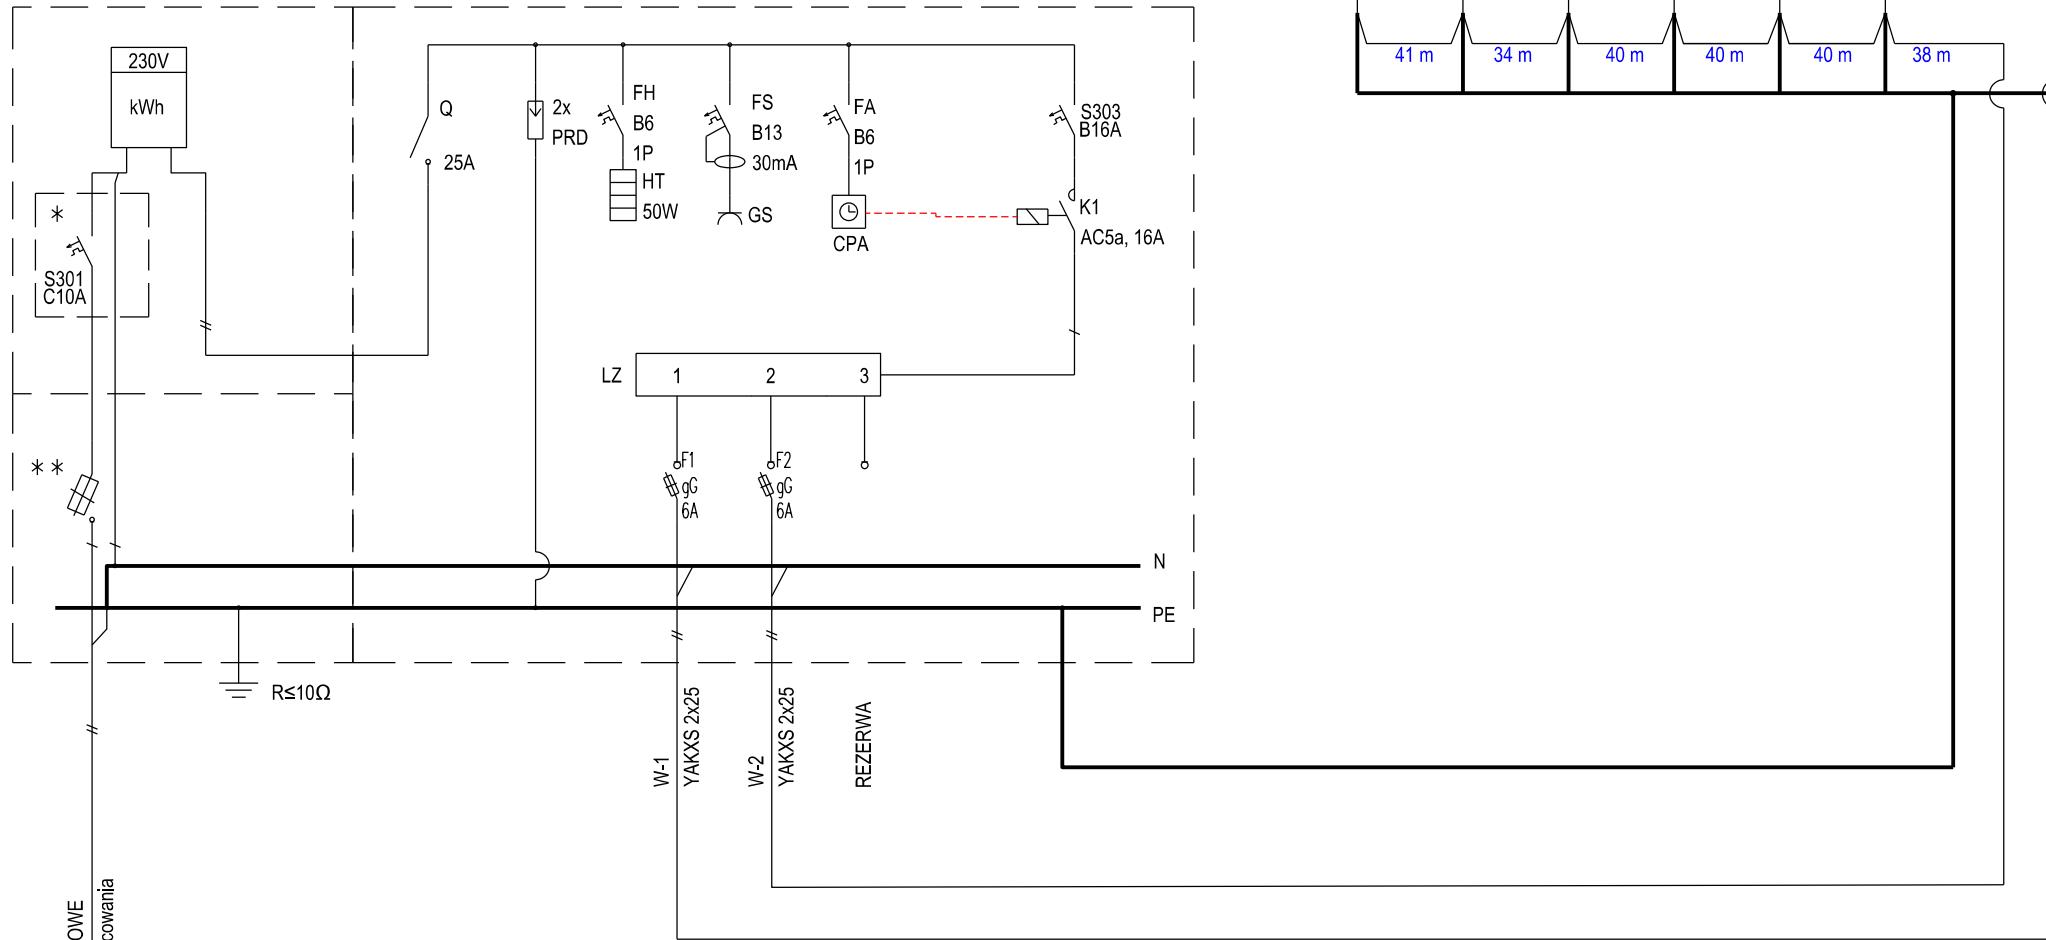 230V
kWh
*
S301
C10A
* *
Q
25A
2x
PRD
FH
B6
1P
HT
50W
FS
B13
30mA
GS
FA
B6
1P
CPA
S303
B16A
K1
AC5a, 16A
LZ 1 2 3
F1
gG
6A
F2
gG
6A
N
PE
R≤10Ω
W-1
YAKXS 2x25
W-2
YAKXS 2x25
REZERWA
OWE
cowania
41 m 34 m 40 m 40 m 40 m 38 m